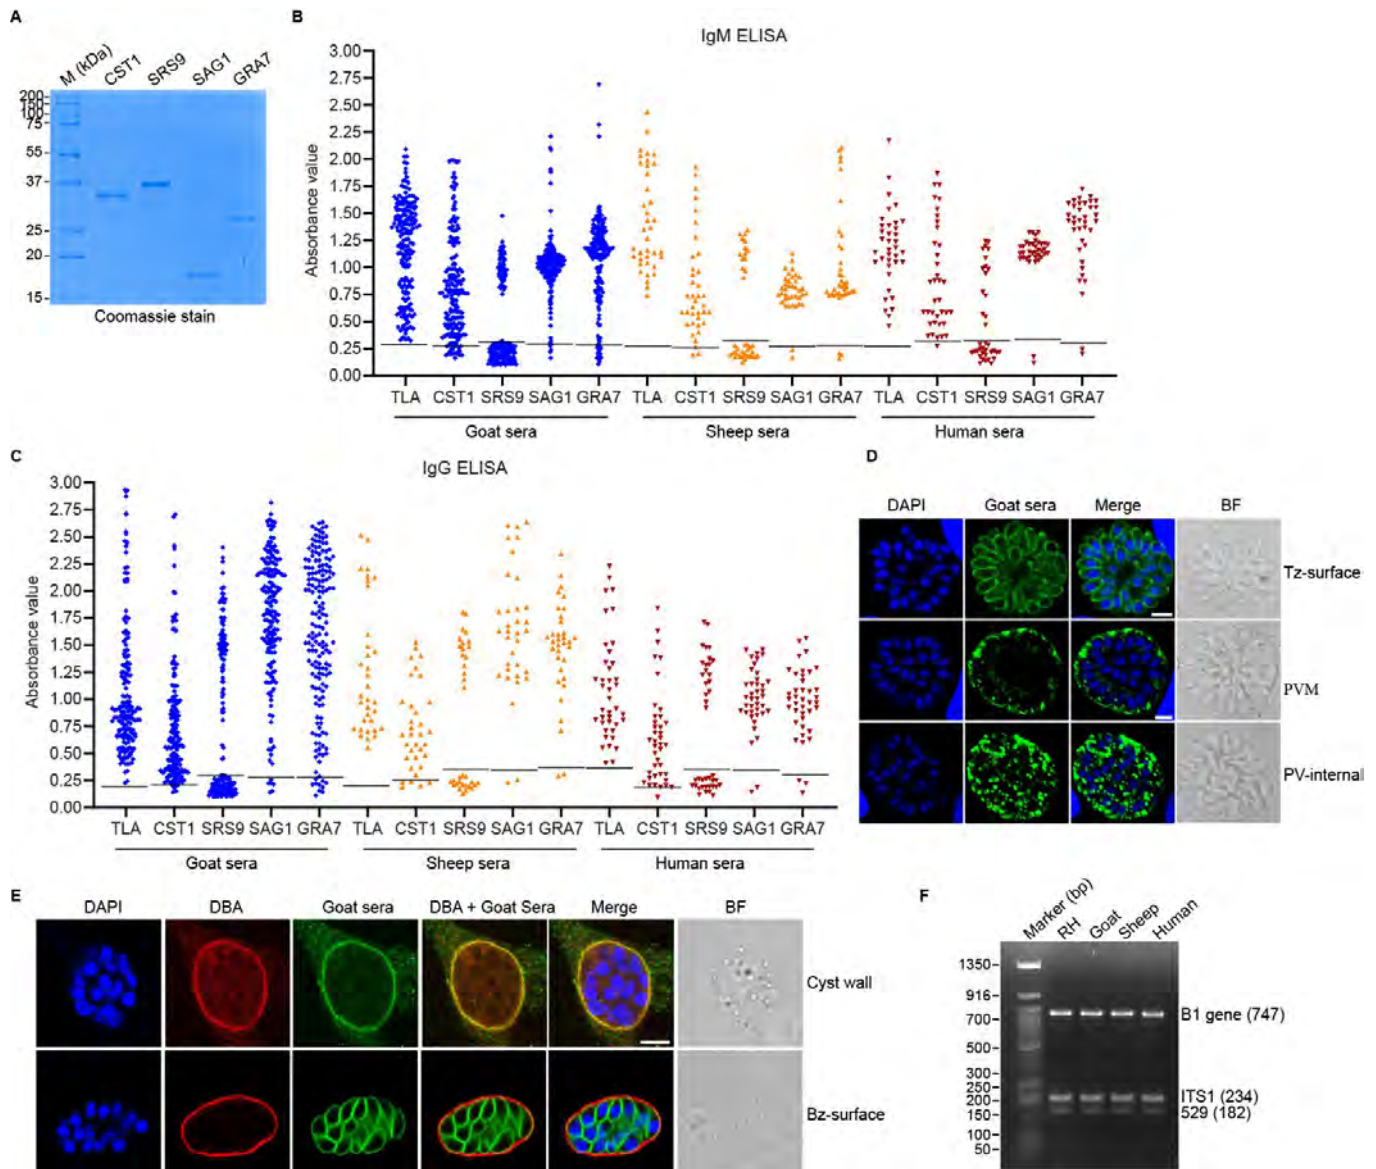 A
M (kDa)
CST1
SRS9
SAG1
GRA7
200-
150-
100-
75-
55-
37-
25-
20-
15-
Coomassie stain
B
IgM ELISA
Absorbance value
3.00
2.75
2.50
2.25
2.00
1.75
1.50
1.25
1.00
0.75
0.50
0.25
0.00
TLA CST1 SRS9 SAG1 GRA7 TLA CST1 SRS9 SAG1 GRA7 TLA CST1 SRS9 SAG1 GRA7
Goat sera Sheep sera Human sera
C
IgG ELISA
Absorbance value
3.00
2.75
2.50
2.25
2.00
1.75
1.50
1.25
1.00
0.75
0.50
0.25
0.00
TLA CST1 SRS9 SAG1 GRA7 TLA CST1 SRS9 SAG1 GRA7 TLA CST1 SRS9 SAG1 GRA7
Goat sera Sheep sera Human sera
D
DAPI Goat sera Merge BF
Tz-surface
PVM
PV-internal
E
DAPI DBA Goat sera DBA + Goat Sera Merge BF
Cyst wall
Bz-surface
F
Marker (bp)
RH
Goat
Sheep
Human
1350-
916-
700-
500-
300-
250-
200-
150-
100-
50-
B1 gene (747)
ITS1 (234)
529 (182)